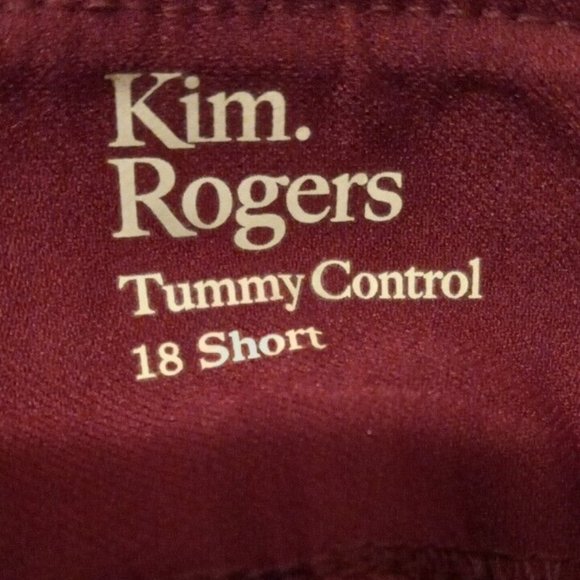 Kim.
Rogers
Tummy Control
18 Short